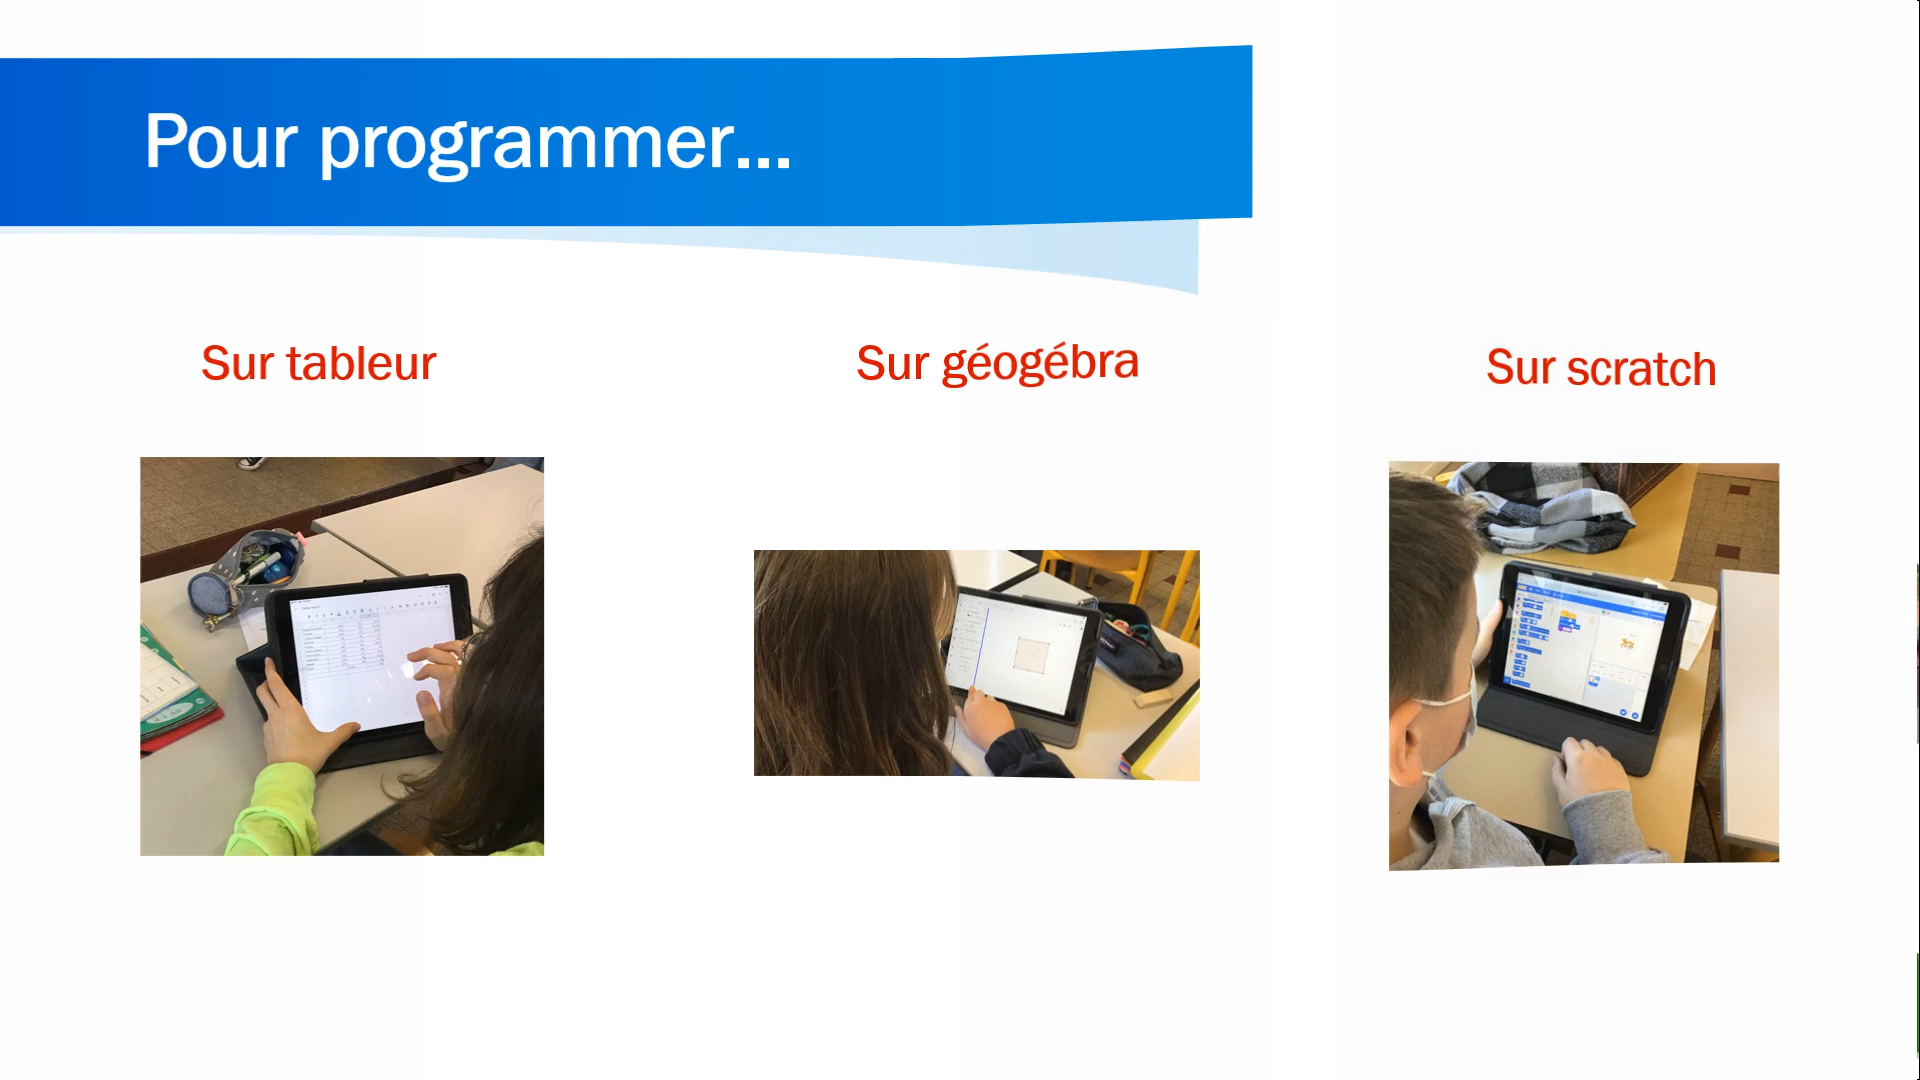 Pour programmer...
Sur tableur
Sur géogébra
Sur scratch